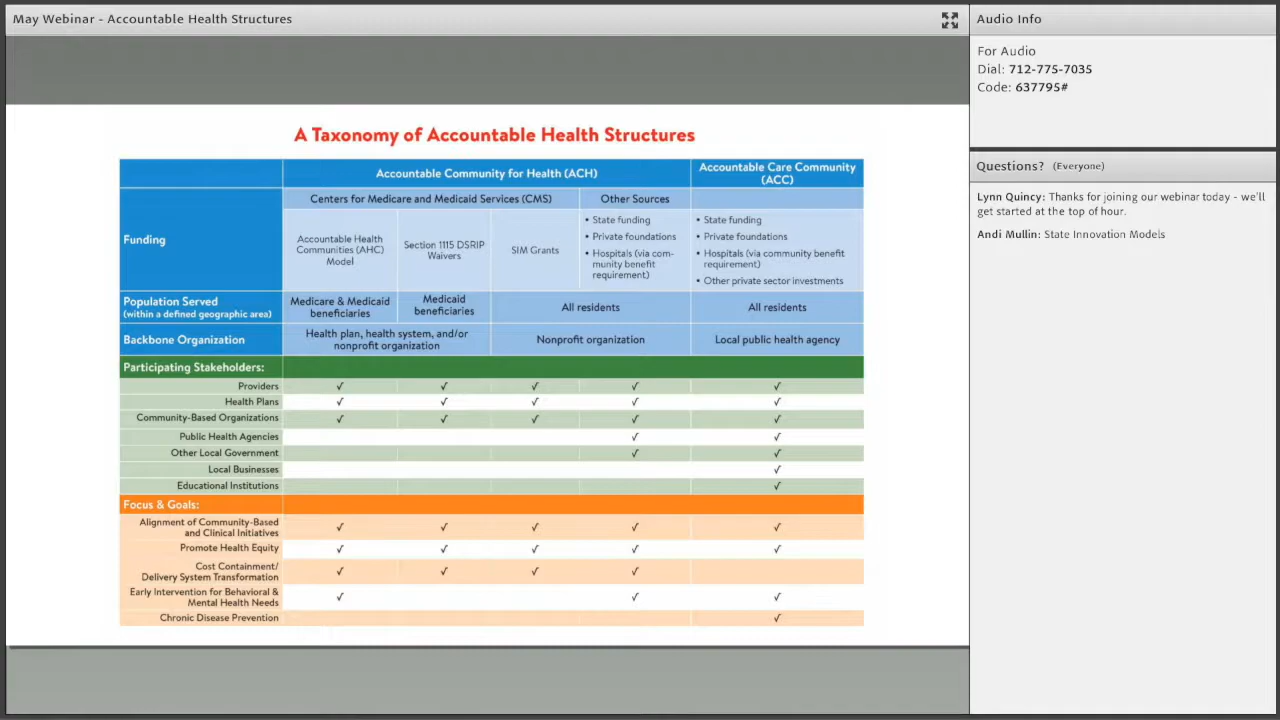 May Webinar - Accountable Health Structures
A Taxonomy of Accountable Health Structures
Accountable Community for Health (ACH)
Accountable Care Community
(ACC)
Funding
Centers for Medicare and Medicaid Services (CMS)
Other Sources
Accountable Health
Communities (AHC)
Model
Section 1115 DSRIP
Waivers
SIM Grants
• State funding
• Private foundations
• Hospitals (via com-
munity benefit
requirement)
• State funding
• Private foundations
• Hospitals (via community benefit
requirement)
• Other private sector investments
Population Served
(within a defined geographic area)
Medicare & Medicaid
beneficiaries
Medicaid
beneficiaries
All residents
All residents
Backbone Organization
Health plan, health system, and/or
nonprofit organization
Nonprofit organization
Local public health agency
Participating Stakeholders:
Providers ✓ ✓ ✓ ✓ ✓
Health Plans ✓ ✓ ✓ ✓ ✓
Community-Based Organizations ✓ ✓ ✓ ✓ ✓
Public Health Agencies ✓ ✓
Other Local Government ✓ ✓
Local Businesses ✓
Educational Institutions ✓
Focus & Goals:
Alignment of Community-Based
and Clinical Initiatives ✓ ✓ ✓ ✓ ✓
Promote Health Equity ✓ ✓ ✓ ✓ ✓
Cost Containment/
Delivery System Transformation ✓ ✓ ✓ ✓
Early Intervention for Behavioral &
Mental Health Needs ✓ ✓ ✓
Chronic Disease Prevention ✓
Audio Info
For Audio
Dial: 712-775-7035
Code: 637795#
Questions? (Everyone)
Lynn Quincy: Thanks for joining our webinar today - we'll
get started at the top of hour.
Andi Mullin: State Innovation Models